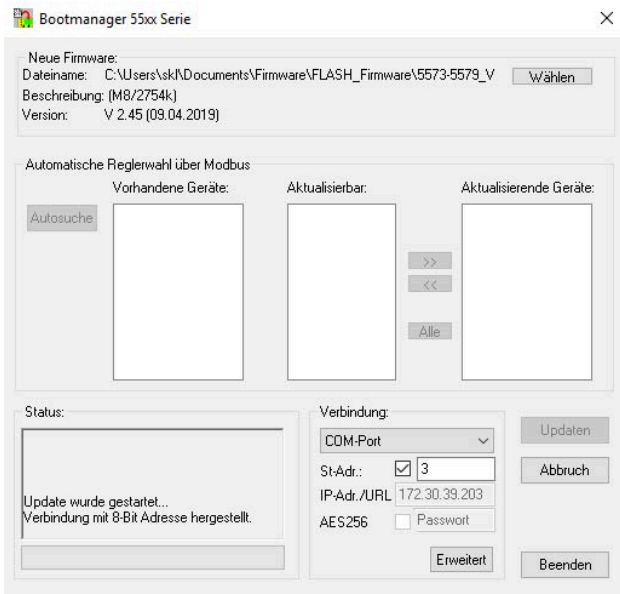 Bootmanager 55xx Serie
Neue Firmware:
Dateiname: C:\Users\skl\Documents\Firmware\FLASH_Firmware\5573-5579_V
Wählen
Beschreibung: (M8/2754k)
Version: V 2.45 (09.04.2019)
Automatische Reglerwahl über Modbus
Vorhandene Geräte: Aktualisierbar: Aktualisierende Geräte:
Autosuche
>>
<<
Alle
Status:
Update wurde gestartet...
Verbindung mit 8-Bit Adresse hergestellt.
Verbindung:
COM-Port
St-Adr.: 3
IP-Adr./URL 172.30.39.203
AES256 Passwort
Erweitert
Updaten
Abbruch
Beenden